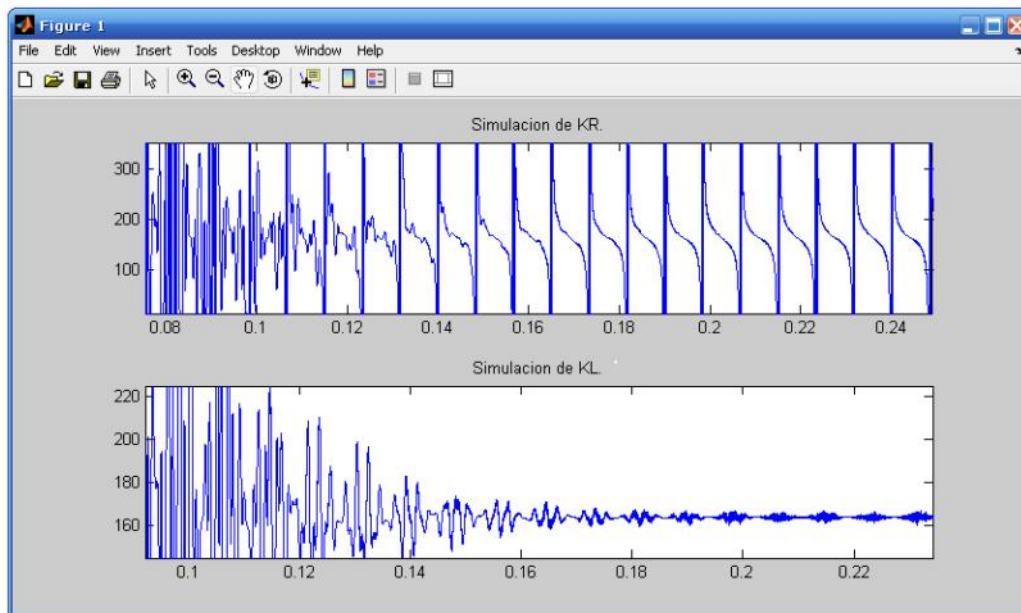 Figure 1
File Edit View Insert Tools Desktop Window Help
Simulacion de KR.
300
200
100
0.08 0.1 0.12 0.14 0.16 0.18 0.2 0.22 0.24
Simulacion de KL.
220
200
180
160
0.1 0.12 0.14 0.16 0.18 0.2 0.22